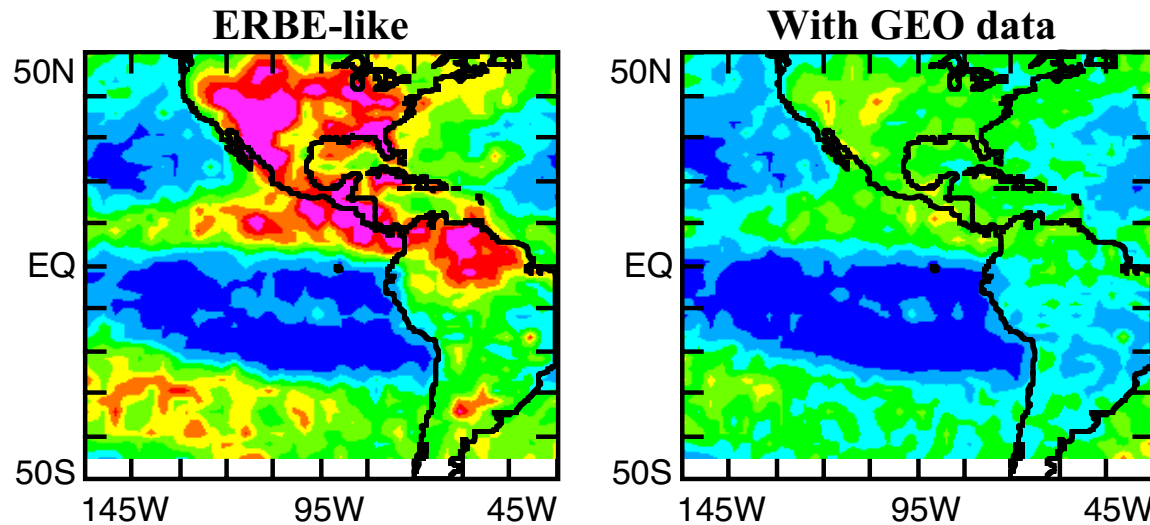 ERBE-like
With GEO data
50N
EQ
50S
145W 95W 45W
50N
EQ
50S
145W 95W 45W